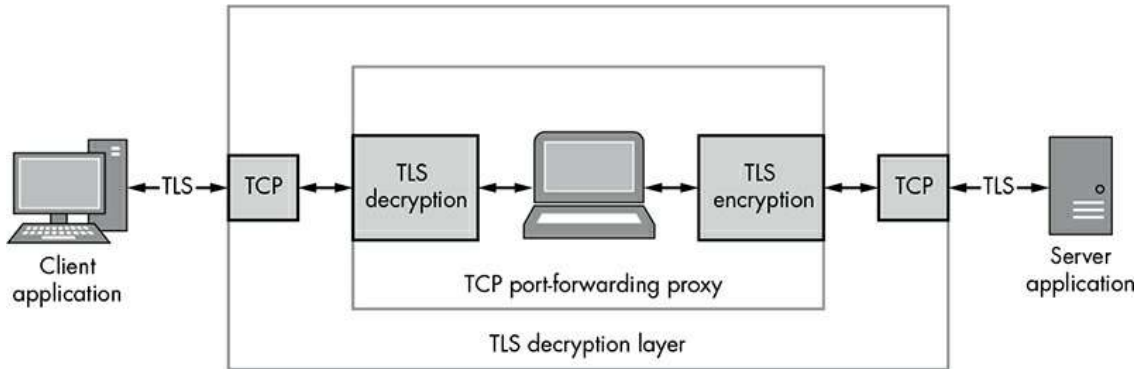 TLS
TCP
TLS
decryption
TLS
encryption
TCP
TLS
Client
application
Server
application
TCP port-forwarding proxy
TLS decryption layer